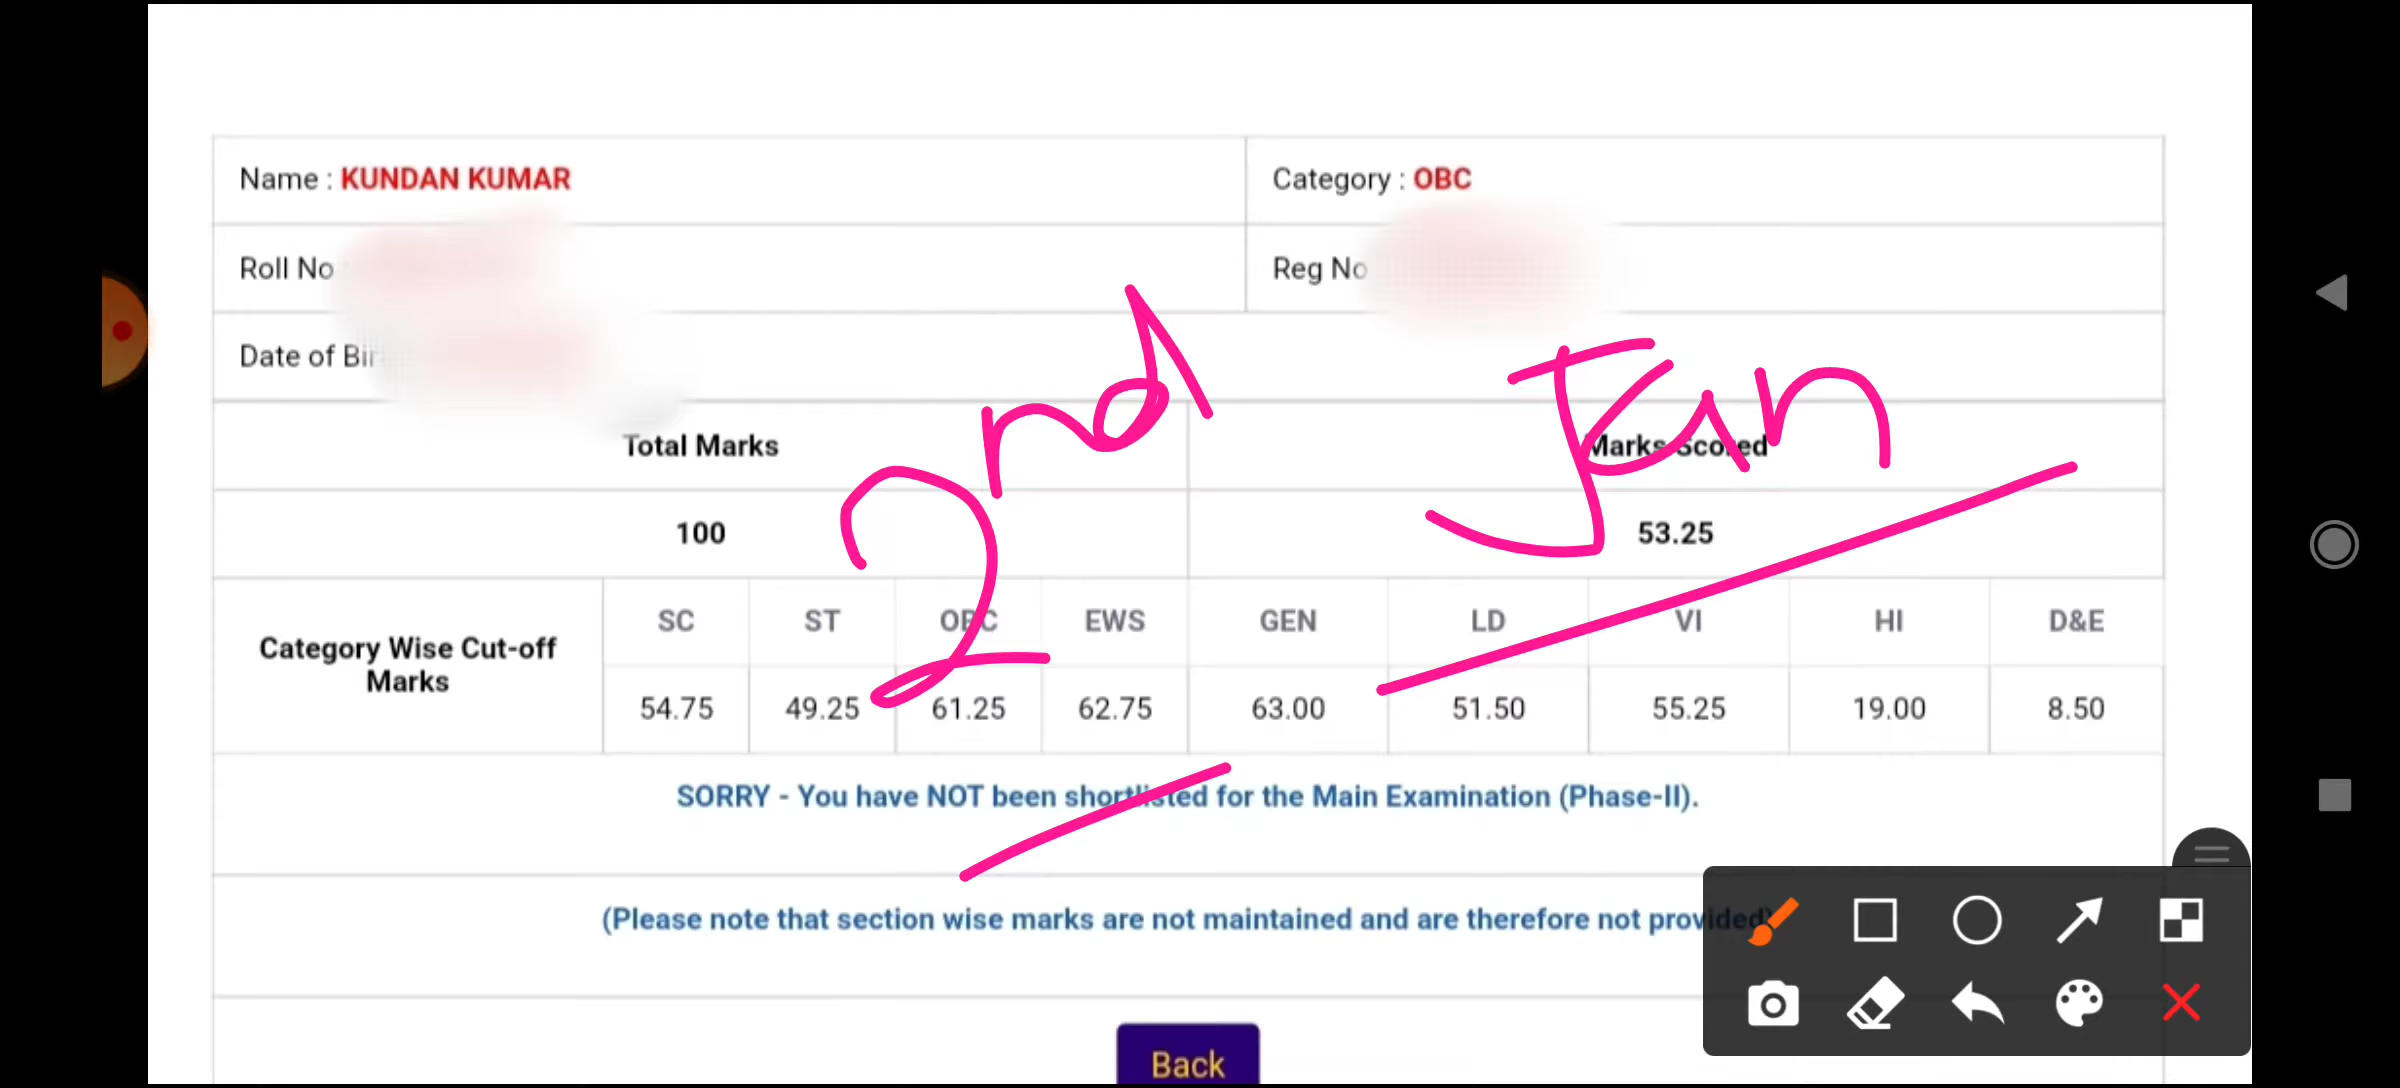 Name : KUNDAN KUMAR
Category : OBC
Roll No
Reg No
Date of Bir
Total Marks
Marks Scored
100
53.25
2nd Jan
Category Wise Cut-off Marks
SC ST OBC EWS GEN LD VI HI D&E
54.75 49.25 61.25 62.75 63.00 51.50 55.25 19.00 8.50
SORRY - You have NOT been shortlisted for the Main Examination (Phase-II).
(Please note that section wise marks are not maintained and are therefore not provided)
Back